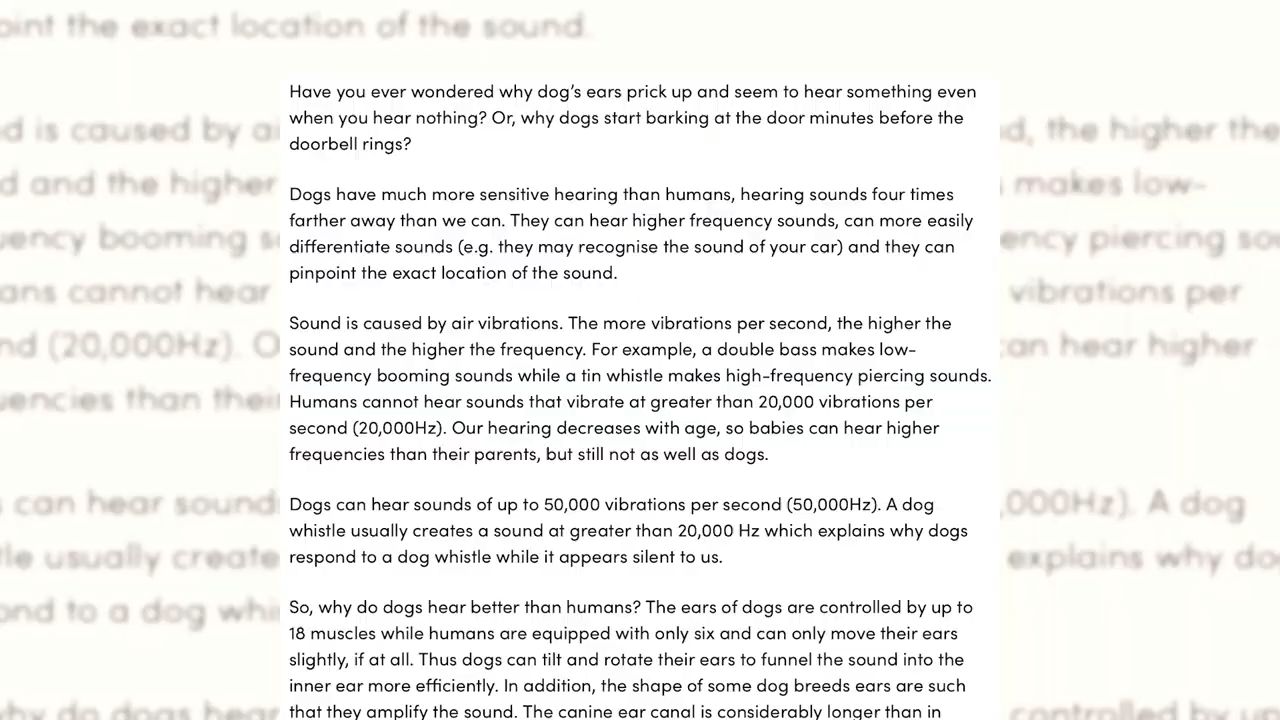 Have you ever wondered why dog’s ears prick up and seem to hear something even
when you hear nothing? Or, why dogs start barking at the door minutes before the
doorbell rings?
Dogs have much more sensitive hearing than humans, hearing sounds four times
farther away than we can. They can hear higher frequency sounds, can more easily
differentiate sounds (e.g. they may recognise the sound of your car) and they can
pinpoint the exact location of the sound.
Sound is caused by air vibrations. The more vibrations per second, the higher the
sound and the higher the frequency. For example, a double bass makes low-
frequency booming sounds while a tin whistle makes high-frequency piercing sounds.
Humans cannot hear sounds that vibrate at greater than 20,000 vibrations per
second (20,000Hz). Our hearing decreases with age, so babies can hear higher
frequencies than their parents, but still not as well as dogs.
Dogs can hear sounds of up to 50,000 vibrations per second (50,000Hz). A dog
whistle usually creates a sound at greater than 20,000 Hz which explains why dogs
respond to a dog whistle while it appears silent to us.
So, why do dogs hear better than humans? The ears of dogs are controlled by up to
18 muscles while humans are equipped with only six and can only move their ears
slightly, if at all. Thus dogs can tilt and rotate their ears to funnel the sound into the
inner ear more efficiently. In addition, the shape of some dog breeds ears are such
that they amplify the sound. The canine ear canal is considerably longer than in